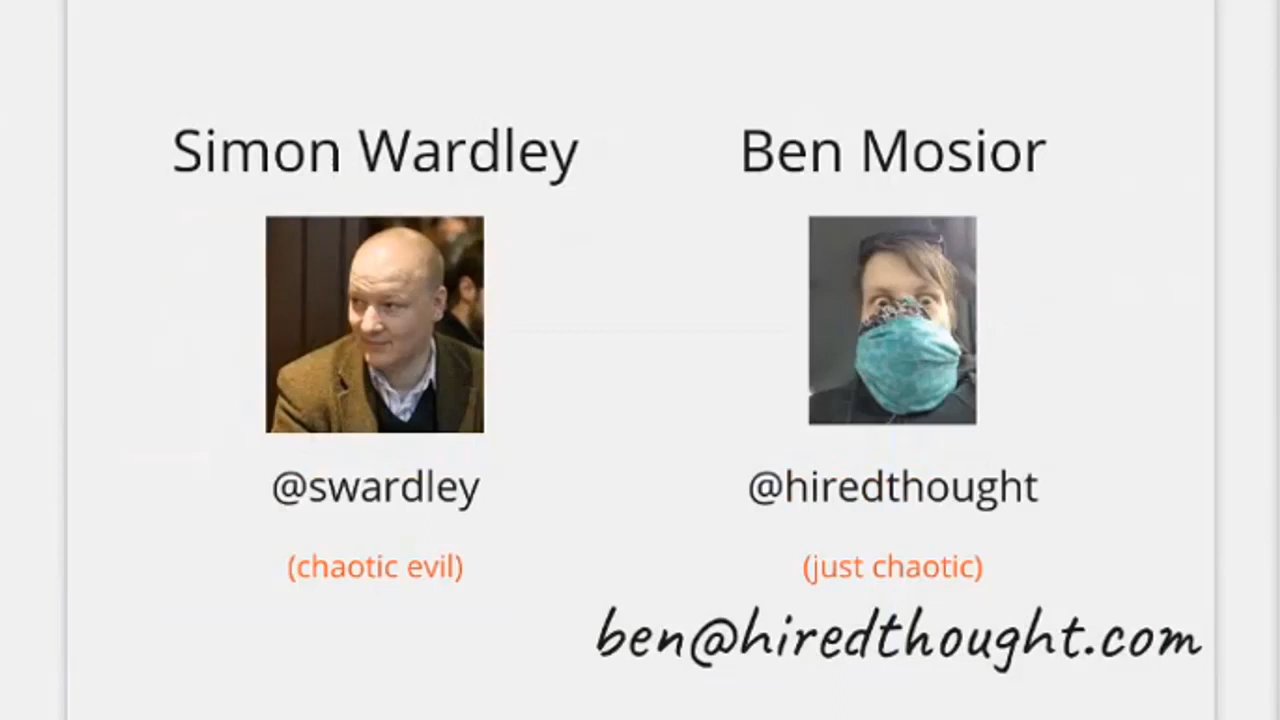 Simon Wardley
Ben Mosior
@swardley
@hiredthought
(chaotic evil)
(just chaotic)
ben@hiredthought.com